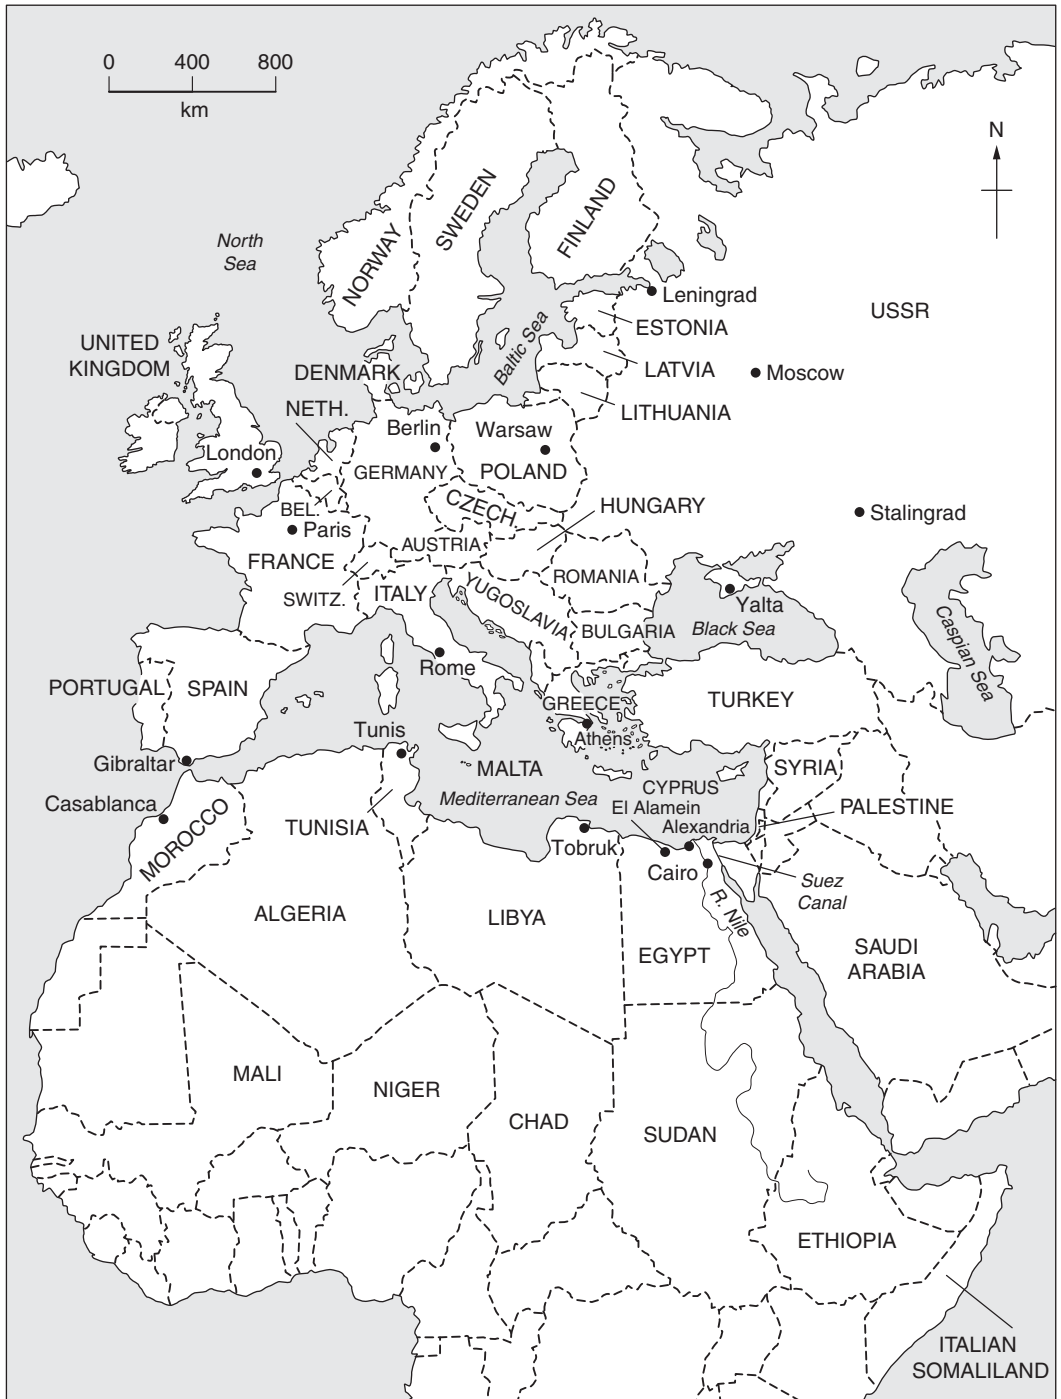 0 400 800
km
N
North
Sea
NORWAY
SWEDEN
FINLAND
Leningrad
USSR
ESTONIA
Baltic Sea
UNITED
KINGDOM
DENMARK
LATVIA
Moscow
NETH.
LITHUANIA
Berlin
Warsaw
London
GERMANY
POLAND
BEL.
CZECH
HUNGARY
Stalingrad
Paris
AUSTRIA
FRANCE
ROMANIA
SWITZ.
ITALY
YUGOSLAVIA
Yalta
BULGARIA
Black Sea
Caspian Sea
Rome
PORTUGAL
SPAIN
GREECE
TURKEY
Tunis
Athens
Gibraltar
MALTA
SYRIA
CYPRUS
Casablanca
Mediterranean Sea
El Alamein
PALESTINE
MOROCCO
TUNISIA
Alexandria
Tobruk
Cairo
Suez
Canal
R. Nile
ALGERIA
LIBYA
EGYPT
SAUDI
ARABIA
MALI
NIGER
CHAD
SUDAN
ETHIOPIA
ITALIAN
SOMALILAND